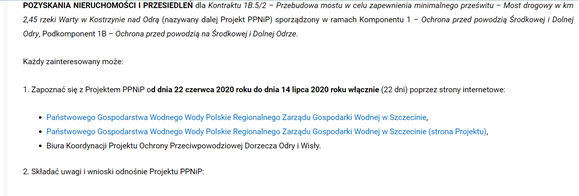 POZYSKANIA NIERUCHOMOŚCI I PRZESIEDLEŃ dla Kontraktu 1B.5/2 – Przebudowa mostu w celu zapewnienia minimalnego prześwitu – Most drogowy w km
2,45 rzeki Warty w Kostrzynie nad Odrą (nazywany dalej Projekt PPNiP) sporządzony w ramach Komponentu 1 – Ochrona przed powodzią Środkowej i Dolnej
Odry, Podkomponent 1B – Ochrona przed powodzią na Środkowej i Dolnej Odrze.
Każdy zainteresowany może:
1. Zapoznać się z Projektem PPNiP od dnia 22 czerwca 2020 roku do dnia 14 lipca 2020 roku włącznie (22 dni) poprzez strony internetowe:
• Państwowego Gospodarstwa Wodnego Wody Polskie Regionalnego Zarządu Gospodarki Wodnej w Szczecinie,
• Państwowego Gospodarstwa Wodnego Wody Polskie Regionalnego Zarządu Gospodarki Wodnej w Szczecinie (strona Projektu),
• Biura Koordynacji Projektu Ochrony Przeciwpowodziowej Dorzecza Odry i Wisły.
2. Składać uwagi i wnioski odnośnie Projektu PPNiP: